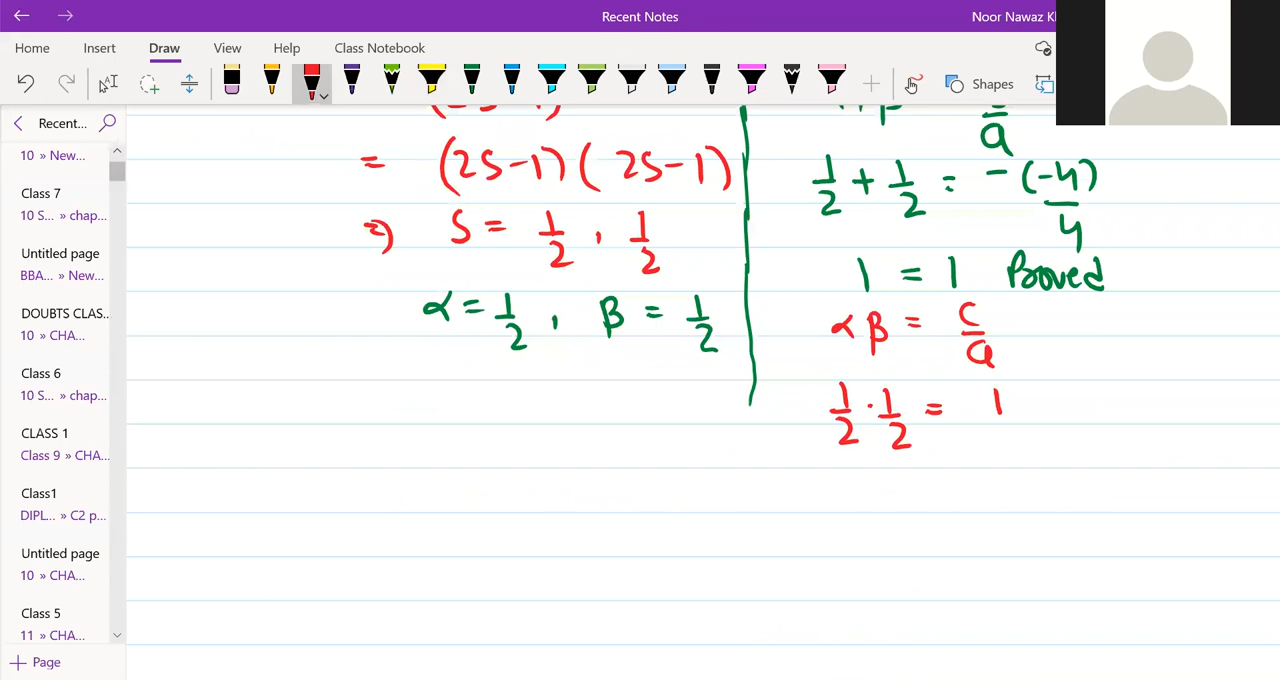 Recent Notes
Noor Nawaz Kh
Home Insert Draw View Help Class Notebook
Shapes
Recent...
10 » New...
Class 7
10 S... » chap...
Untitled page
BBA... » New...
DOUBTS CLAS...
10 » CHA...
Class 6
10 S... » chap...
CLASS 1
Class 9 » CHA...
Class1
DIPL... » C2 p...
Untitled page
10 » CHA...
Class 5
11 » CHA...
Page
= (2S-1)(2S-1)
=) S = 1/2 , 1/2
α = 1/2 , β = 1/2
a
1/2 + 1/2 = -(-4)/4
1 = 1 Proved
αβ = c/a
1/2 · 1/2 = 1